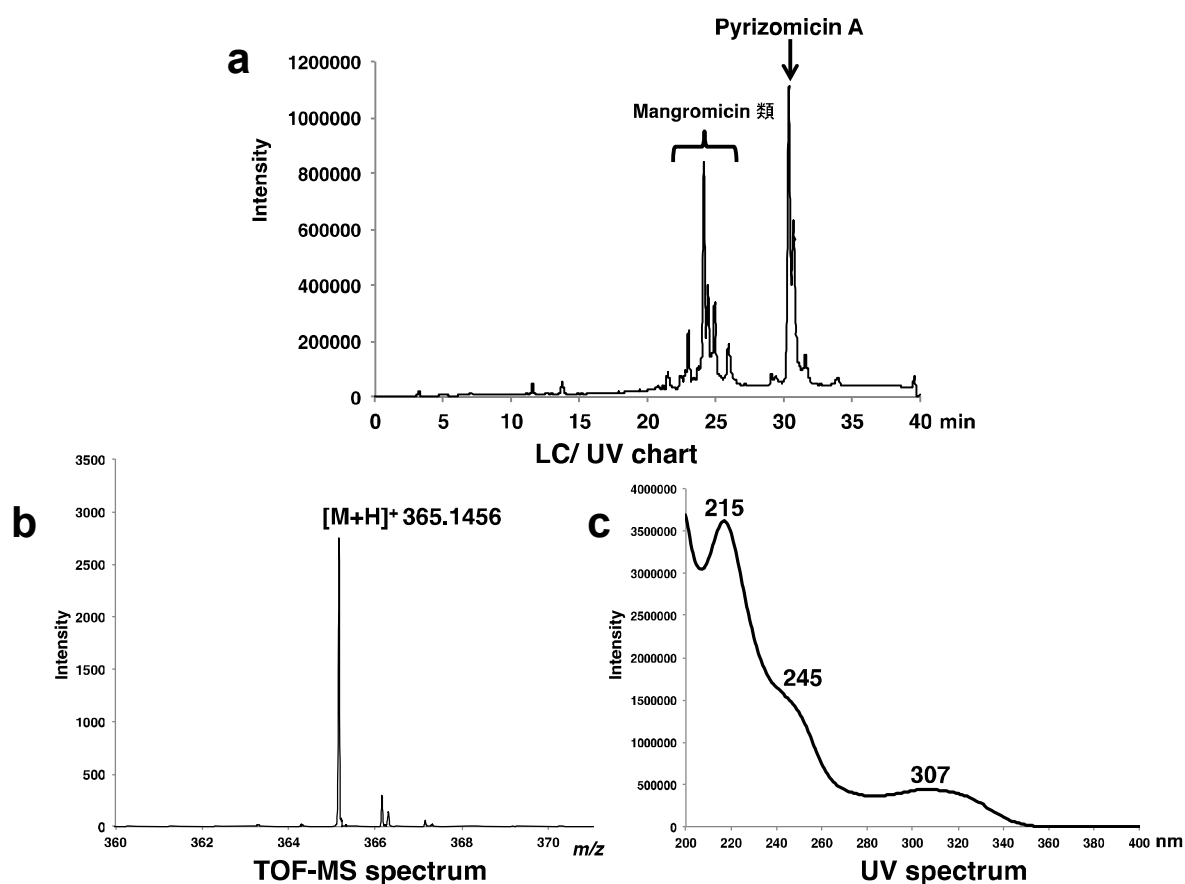 a
Pyrizomicin A
Mangromicin 類
Intensity
1200000
1000000
800000
600000
400000
200000
0
0 5 10 15 20 25 30 35 40 min
LC/ UV chart
b
[M+H]⁺ 365.1456
Intensity
3500
3000
2500
2000
1500
1000
500
0
360 362 364 366 368 370 m/z
TOF-MS spectrum
c
215
245
307
Intensity
4000000
3500000
3000000
2500000
2000000
1500000
1000000
500000
0
200 220 240 260 280 300 320 340 360 380 400 nm
UV spectrum